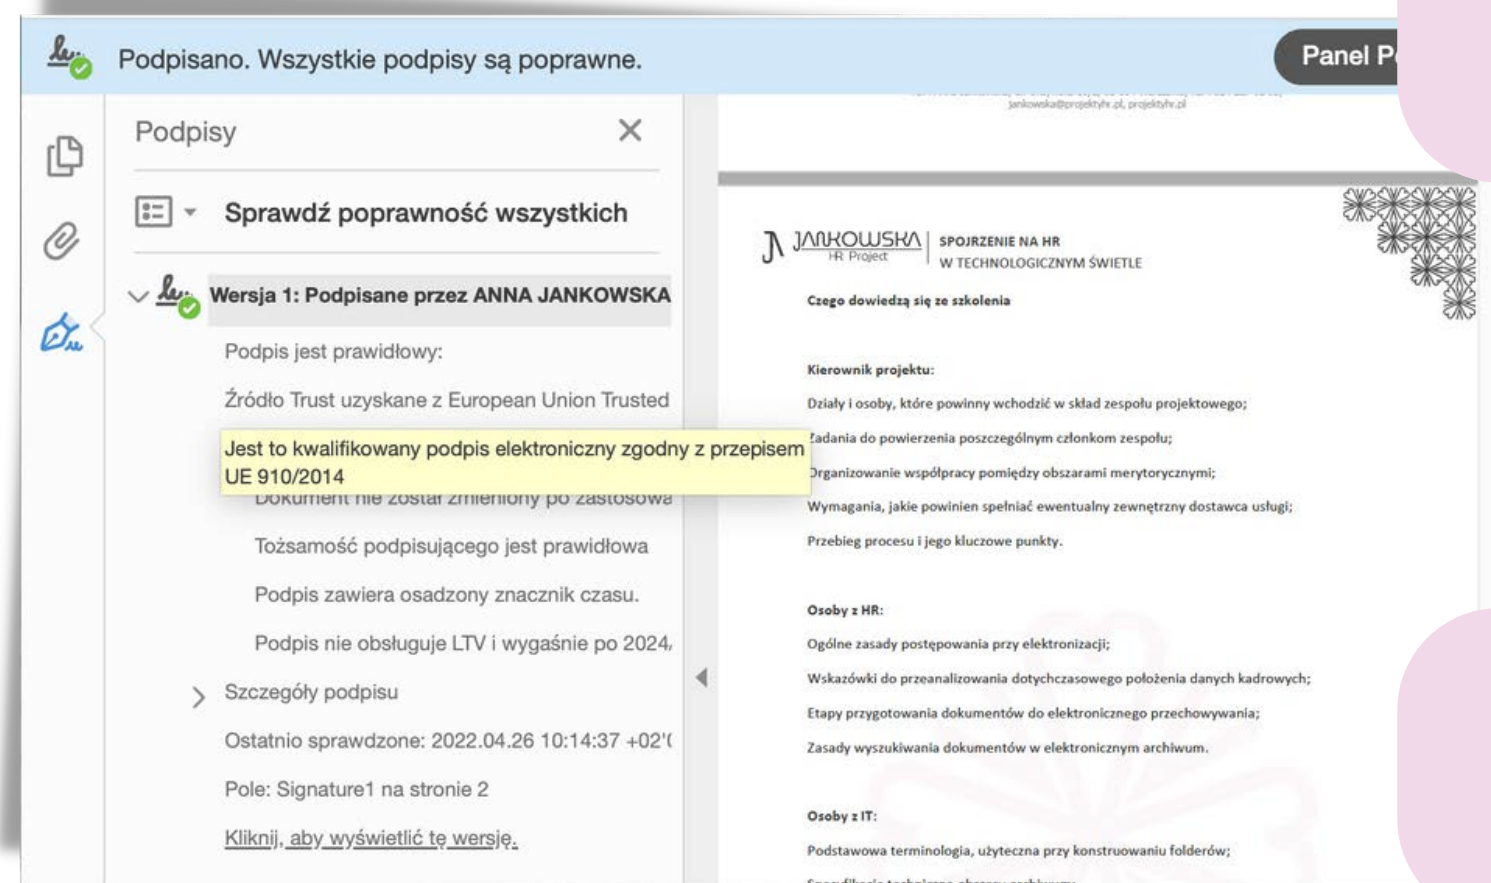 Podpisano. Wszystkie podpisy są poprawne.
Panel
Podpisy
Sprawdź poprawność wszystkich
Wersja 1: Podpisane przez ANNA JANKOWSKA
Podpis jest prawidłowy:
Źródło Trust uzyskane z European Union Trusted
Jest to kwalifikowany podpis elektroniczny zgodny z przepisem
UE 910/2014
Dokument nie został zmieniony po
Tożsamość podpisującego jest prawidłowa
Podpis zawiera osadzony znacznik czasu.
Podpis nie obsługuje LTV i wygaśnie po 2024
Szczegóły podpisu
Ostatnio sprawdzone: 2022.04.26 10:14:37 +02'
Pole: Signature1 na stronie 2
Kliknij, aby wyświetlić tę wersję.
jankowska@projektyhr.pl, projektyhr.pl
JANKOWSKA
HR Project
SPOJRZENIE NA HR
W TECHNOLOGICZNYM ŚWIETLE
Czego dowiedzą się ze szkolenia
Kierownik projektu:
Działy i osoby, które powinny wchodzić w skład zespołu projektowego;
Zadania do powierzenia poszczególnym członkom zespołu;
Organizowanie współpracy pomiędzy obszarami merytorycznymi;
Wymagania, jakie powinien spełniać ewentualny zewnętrzny dostawca usługi;
Przebieg procesu i jego kluczowe punkty.
Osoby z HR:
Ogólne zasady postępowania przy elektronizacji;
Wskazówki do przeanalizowania dotychczasowego położenia danych kadrowych;
Etapy przygotowania dokumentów do elektronicznego przechowywania;
Zasady wyszukiwania dokumentów w elektronicznym archiwum.
Osoby z IT:
Podstawowa terminologia, użyteczna przy konstruowaniu folderów;